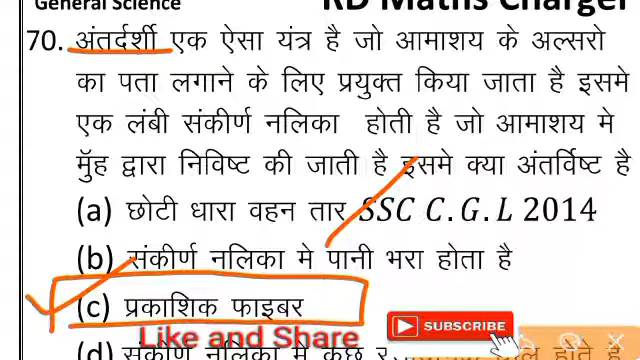 General Science RD Maths Charger
70. अंतर्दर्शी एक ऐसा यंत्र है जो आमाशय के अल्सरो
का पता लगाने के लिए प्रयुक्त किया जाता है इसमे
एक लंबी संकीर्ण नलिका होती है जो आमाशय मे
मुँह द्वारा निविष्ट की जाती है इसमे क्या अंतर्विष्ट है
(a) छोटी धारा वहन तार SSC C.G.L 2014
(b) संकीर्ण नलिका मे पानी भरा होता है
(c) प्रकाशिक फाइबर
Like and Share SUBSCRIBE
(d) संकीर्ण नलिका मे कुछ होते है